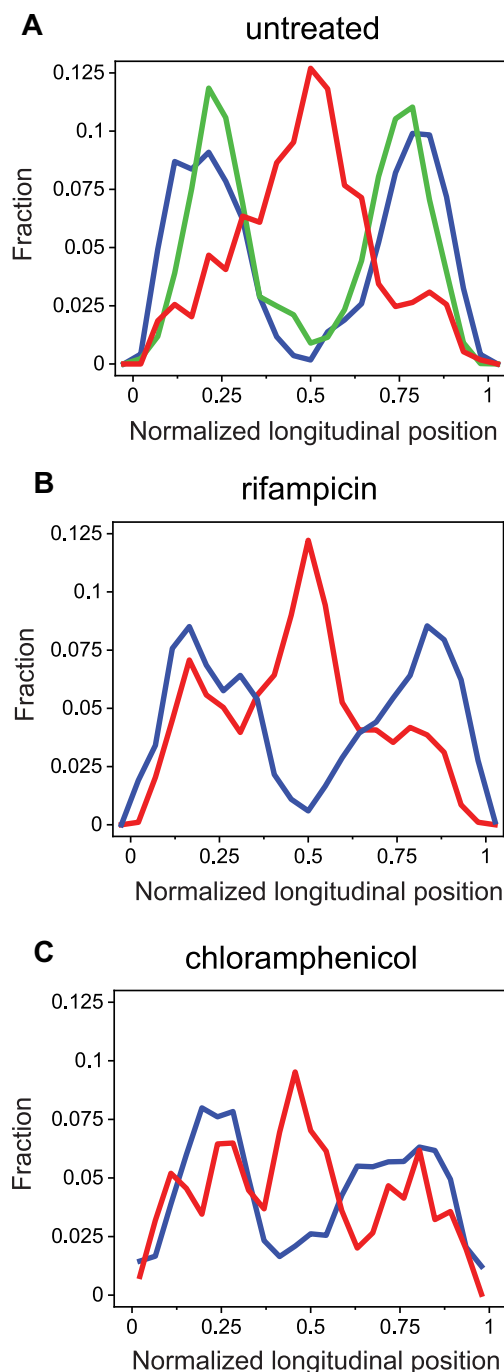 A
untreated
0.125
0.1
0.075
0.05
0.025
0
Fraction
0 0.25 0.5 0.75 1
Normalized longitudinal position
B
rifampicin
0.125
0.1
0.075
0.05
0.025
0
Fraction
0 0.25 0.5 0.75 1
Normalized longitudinal position
C
chloramphenicol
0.125
0.1
0.075
0.05
0.025
0
Fraction
0 0.25 0.5 0.75 1
Normalized longitudinal position